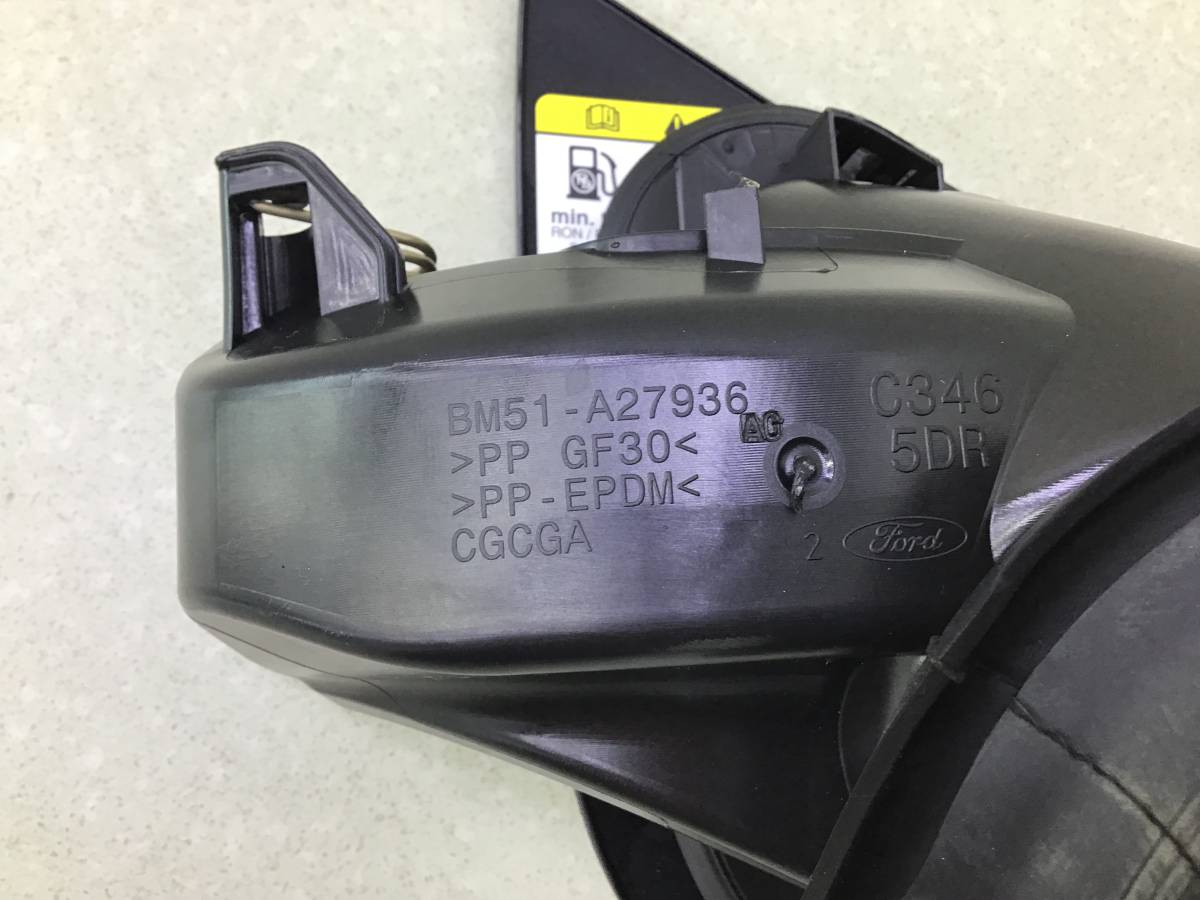 min.
RON /
BM51-A27936
AG
>PP GF30<
>PP-EPDM<
CGCGA
C346
5DR
2
Ford